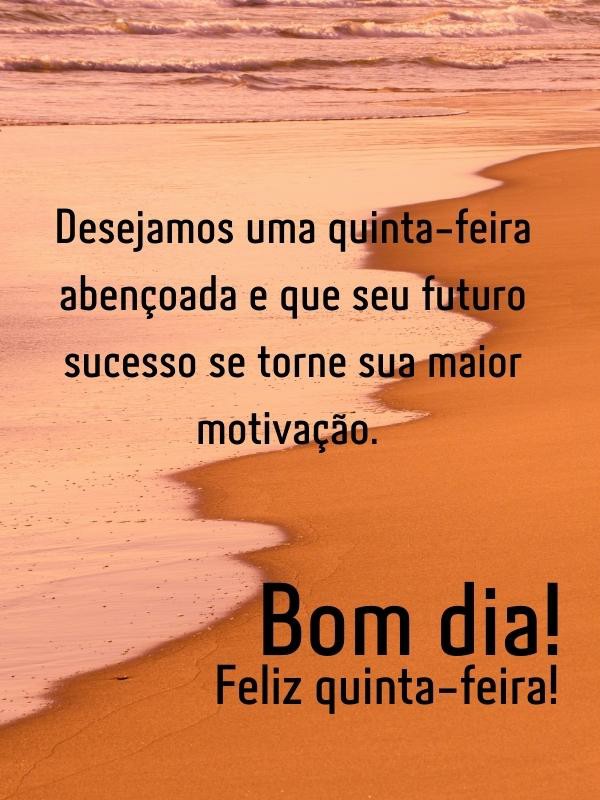 Desejamos uma quinta-feira
abençoada e que seu futuro
sucesso se torne sua maior
motivação.
Bom dia!
Feliz quinta-feira!